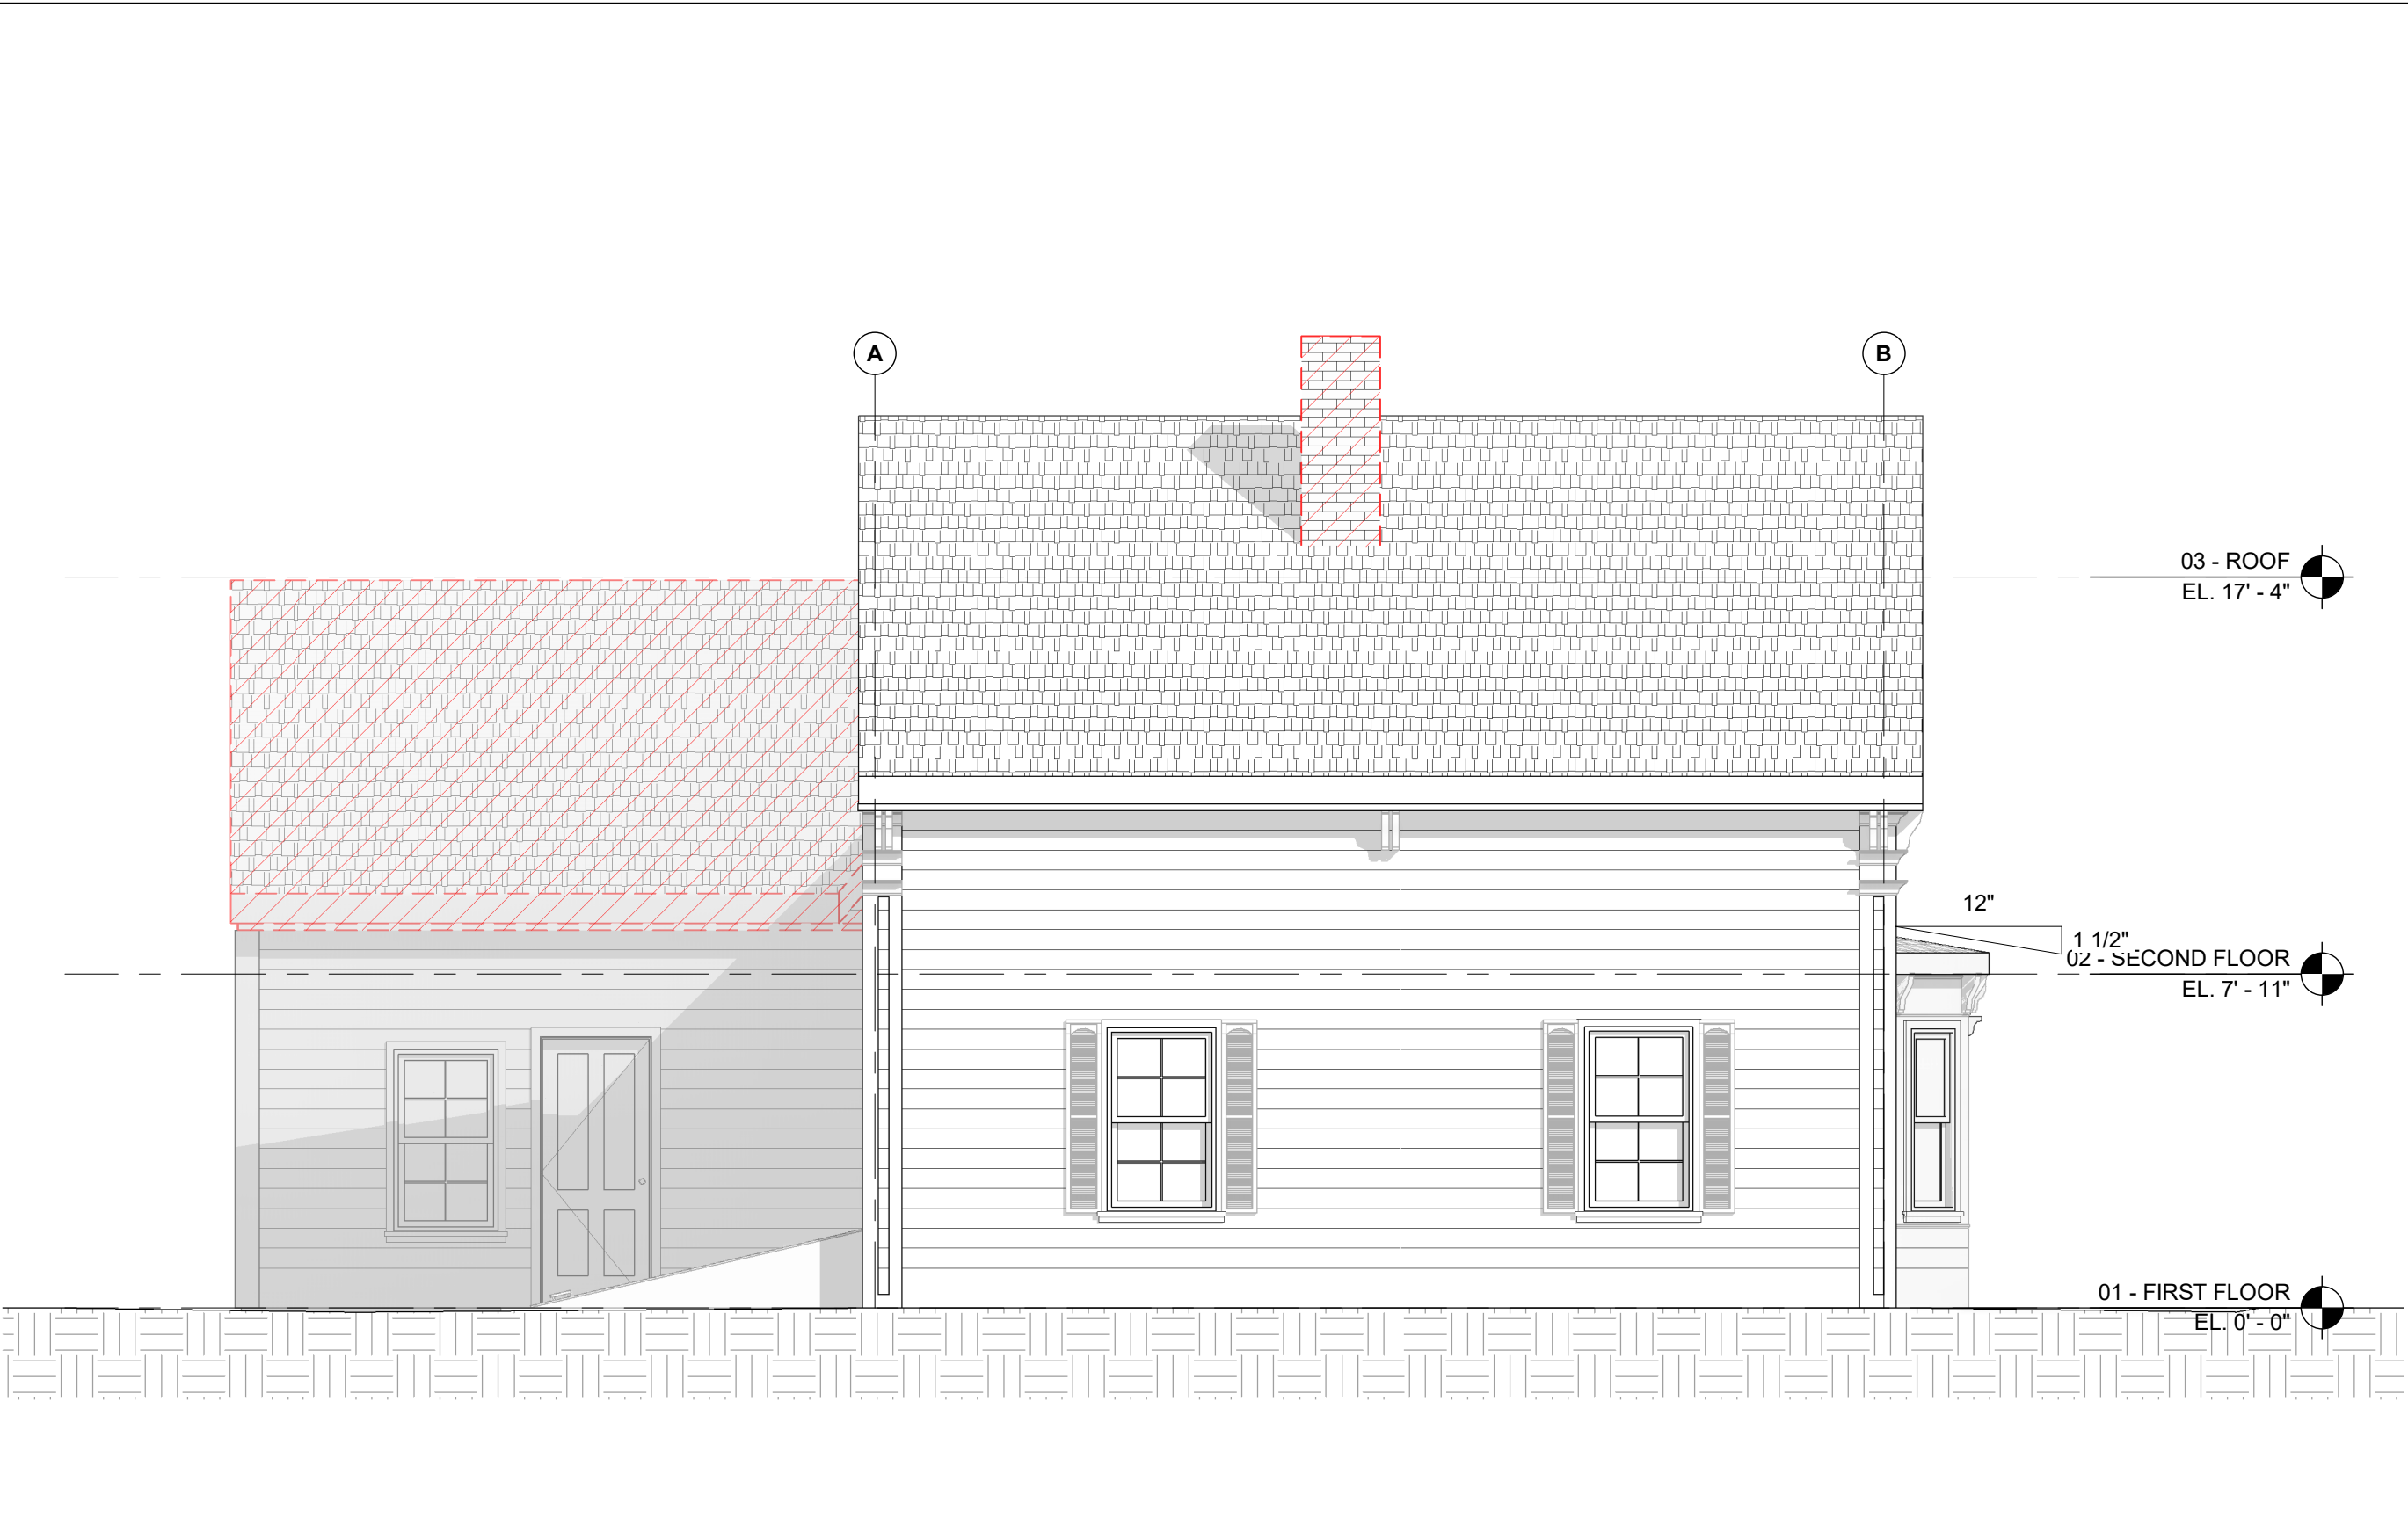 A
B
03 - ROOF
EL. 17' - 4"
12"
1 1/2"
02 - SECOND FLOOR
EL. 7' - 11"
01 - FIRST FLOOR
EL. 0' - 0"